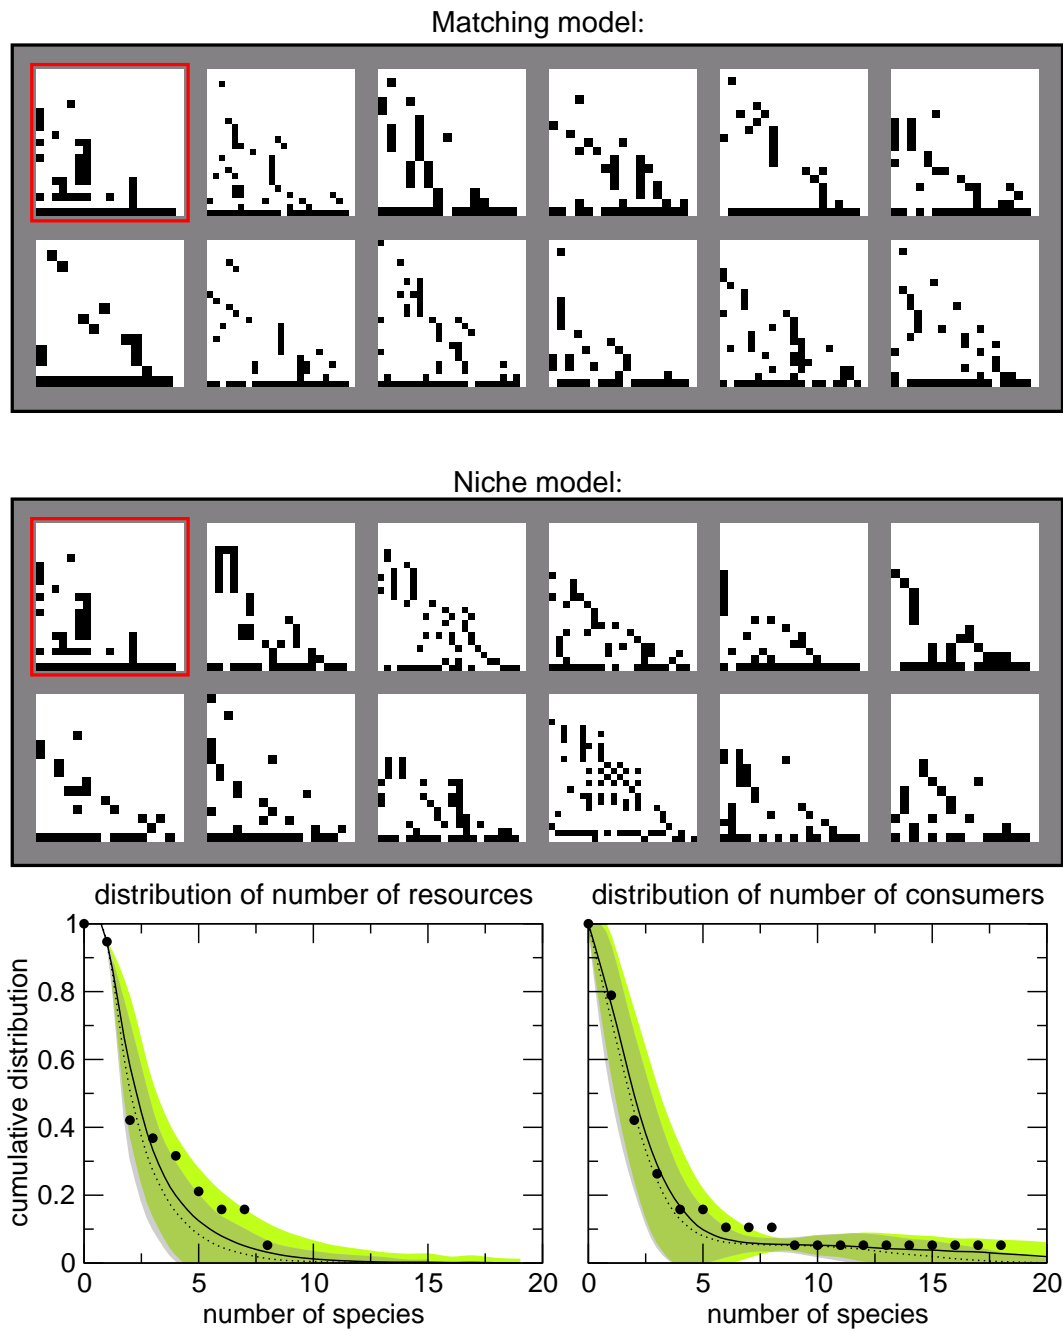 Matching model:
Niche model:
distribution of number of resources
distribution of number of consumers
cumulative distribution
1
0.8
0.6
0.4
0.2
0
0 5 10 15 20
0 5 10 15 20
number of species
number of species